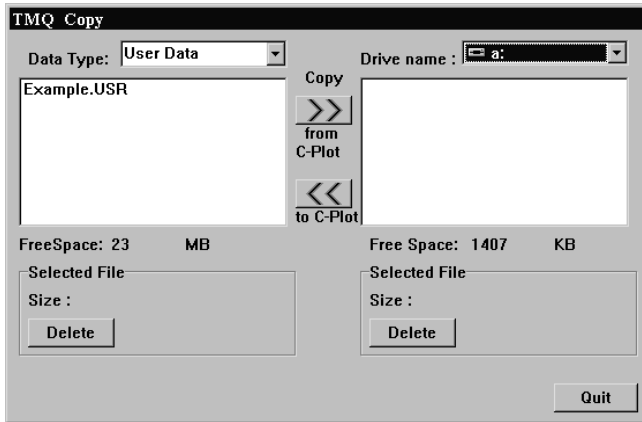 TMQ Copy
Data Type: User Data
Drive name : a:
Example.USR
Copy
>>
from
C-Plot
<<
to C-Plot
FreeSpace: 23 MB
Free Space: 1407 KB
Selected File
Size :
Delete
Selected File
Size :
Delete
Quit